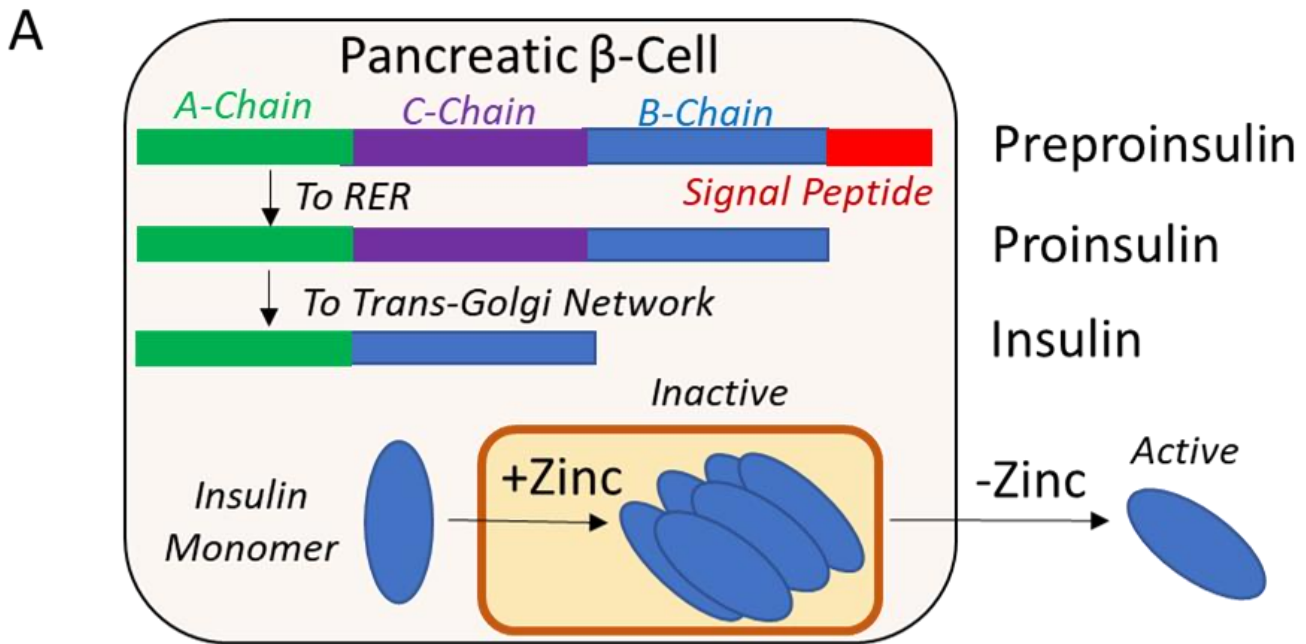 A
Pancreatic β-Cell
A-Chain
C-Chain
B-Chain
Preproinsulin
To RER
Signal Peptide
Proinsulin
To Trans-Golgi Network
Insulin
Inactive
Insulin
Monomer
+Zinc
-Zinc
Active